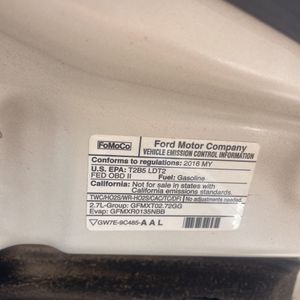 FoMoCo
Ford Motor Company
VEHICLE EMISSION CONTROL INFORMATION
Conforms to regulations: 2016 MY
U.S. EPA: T2B5 LDT2
FED OBD II Fuel: Gasoline
California: Not for sale in states with
California emissions standards.
TWC/HO2S/WR-HO2S/CAC/TC/DFI No adjustments needed.
2.7L-Group: GFMXT02.72GG
Evap: GFMXR0135NBB
GW7E-9C485-AAL